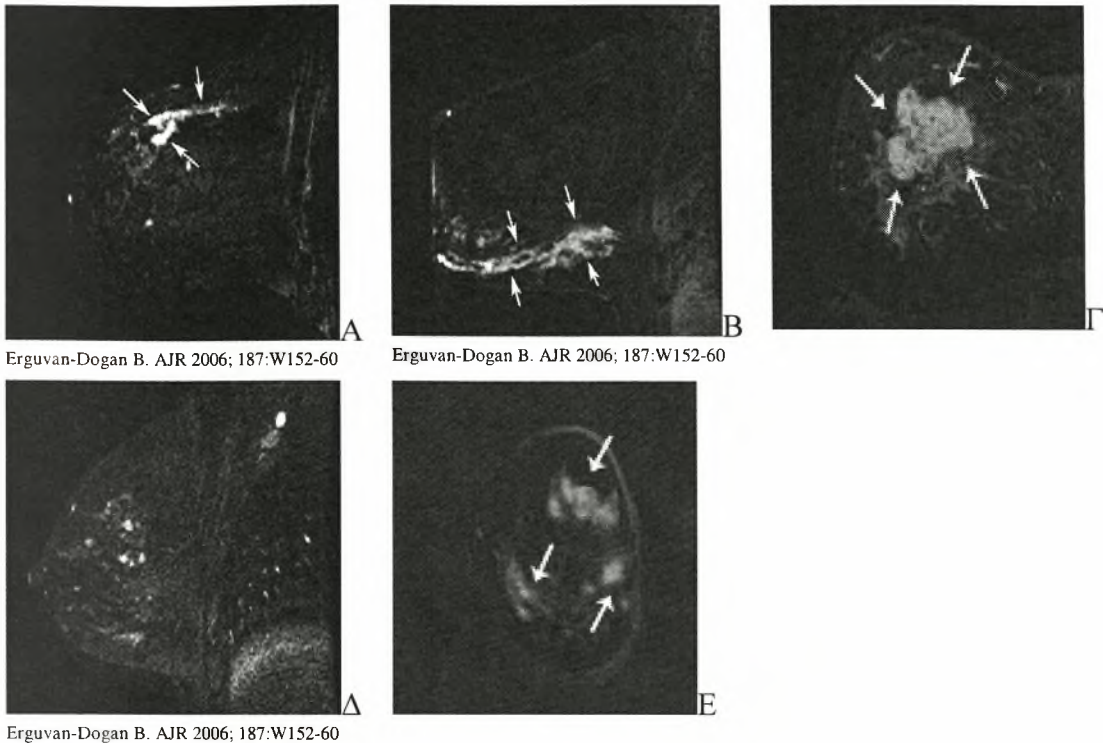 Α
Β
Γ
Erguvan-Dogan B. AJR 2006; 187:W152-60
Erguvan-Dogan B. AJR 2006; 187:W152-60
Δ
Ε
Erguvan-Dogan B. AJR 2006; 187:W152-60